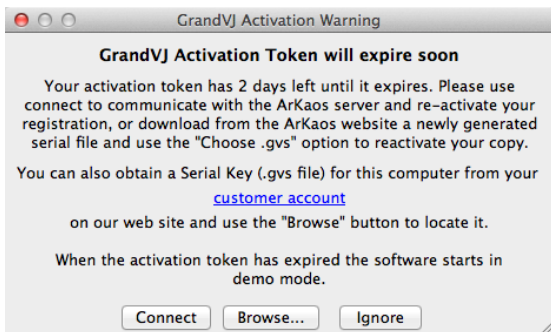 GrandVJ Activation Warning
GrandVJ Activation Token will expire soon
Your activation token has 2 days left until it expires. Please use
connect to communicate with the ArKaos server and re-activate your
registration, or download from the ArKaos website a newly generated
serial file and use the "Choose .gvs" option to reactivate your copy.
You can also obtain a Serial Key (.gvs file) for this computer from your
customer account
on our web site and use the "Browse" button to locate it.
When the activation token has expired the software starts in
demo mode.
Connect Browse... Ignore